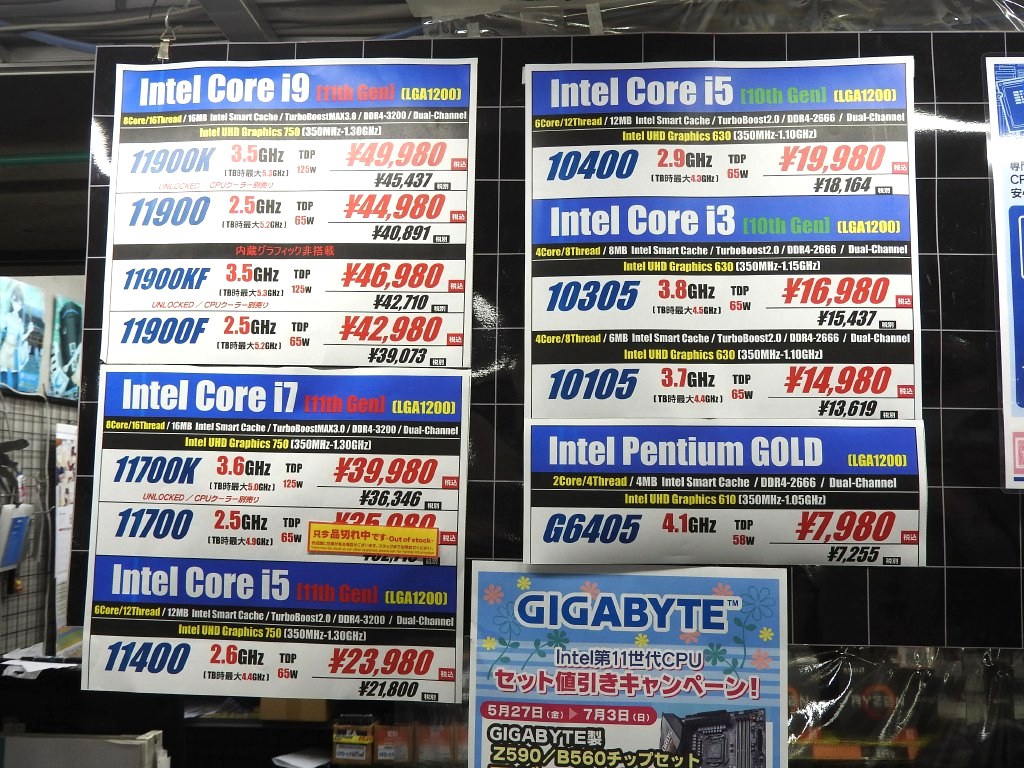 Intel Core i9 [11th Gen] (LGA1200)
8Core/16Thread / 16MB Intel Smart Cache / TurboBoostMAX3.0 / DDR4-3200 / Dual-Channel
Intel UHD Graphics 750 (350MHz-1.30GHz)
11900K 3.5GHz TDP ¥49,980 税込
(TB時最大5.3GHz) 125W
UNLOCKED / CPUクーラー別売り ¥45,437 税別
11900 2.5GHz TDP ¥44,980 税込
(TB時最大5.2GHz) 65W
¥40,891 税別
内蔵グラフィック非搭載
11900KF 3.5GHz TDP ¥46,980 税込
(TB時最大5.3GHz) 125W
UNLOCKED / CPUクーラー別売り ¥42,710 税別
11900F 2.5GHz TDP ¥42,980 税込
(TB時最大5.2GHz) 65W
¥39,073 税別
Intel Core i7 [11th Gen] (LGA1200)
8Core/16Thread / 16MB Intel Smart Cache / TurboBoostMAX3.0 / DDR4-3200 / Dual-Channel
Intel UHD Graphics 750 (350MHz-1.30GHz)
11700K 3.6GHz TDP ¥39,980 税込
(TB時最大5.0GHz) 125W
UNLOCKED / CPUクーラー別売り ¥36,346 税別
11700 2.5GHz TDP
(TB時最大4.9GHz) 65W
只今品切れ中です-Out of stock-
Intel Core i5 [11th Gen] (LGA1200)
6Core/12Thread / 12MB Intel Smart Cache / TurboBoost2.0 / DDR4-3200 / Dual-Channel
Intel UHD Graphics 750 (350MHz-1.30GHz)
11400 2.6GHz TDP ¥23,980 税込
(TB時最大4.4GHz) 65W
¥21,800 税別
Intel Core i5 [10th Gen] (LGA1200)
6Core/12Thread / 12MB Intel Smart Cache / TurboBoost2.0 / DDR4-2666 / Dual-Channel
Intel UHD Graphics 630 (350MHz-1.10GHz)
10400 2.9GHz TDP ¥19,980 税込
(TB時最大4.3GHz) 65W
¥18,164 税別
Intel Core i3 [10th Gen] (LGA1200)
4Core/8Thread / 8MB Intel Smart Cache / TurboBoost2.0 / DDR4-2666 / Dual-Channel
Intel UHD Graphics 630 (350MHz-1.15GHz)
10305 3.8GHz TDP ¥16,980 税込
(TB時最大4.5GHz) 65W
¥15,437 税別
4Core/8Thread / 6MB Intel Smart Cache / TurboBoost2.0 / DDR4-2666 / Dual-Channel
Intel UHD Graphics 630 (350MHz-1.10GHz)
10105 3.7GHz TDP ¥14,980 税込
(TB時最大4.4GHz) 65W
¥13,619 税別
Intel Pentium GOLD (LGA1200)
2Core/4Thread / 4MB Intel Smart Cache / DDR4-2666 / Dual-Channel
Intel UHD Graphics 610 (350MHz-1.05GHz)
G6405 4.1GHz TDP ¥7,980 税込
58W
¥7,255 税別
GIGABYTE™
Intel第11世代CPU
セット値引きキャンペーン!
5月27日(金) ▶ 7月3日(日)
GIGABYTE製
Z590/B560チップセット